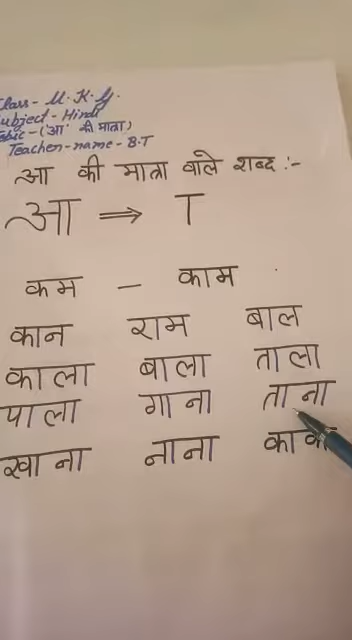 Class- U.K.G.
Subject- Hindi
Topic-('आ' की मात्रा)
Teacher-name-B.T
आ की मात्रा वाले शब्द :-
आ ⇒ ा
कम – काम
कान राम बाल
काला बाला ताला
पाला गाना ताना
खाना नाना काका